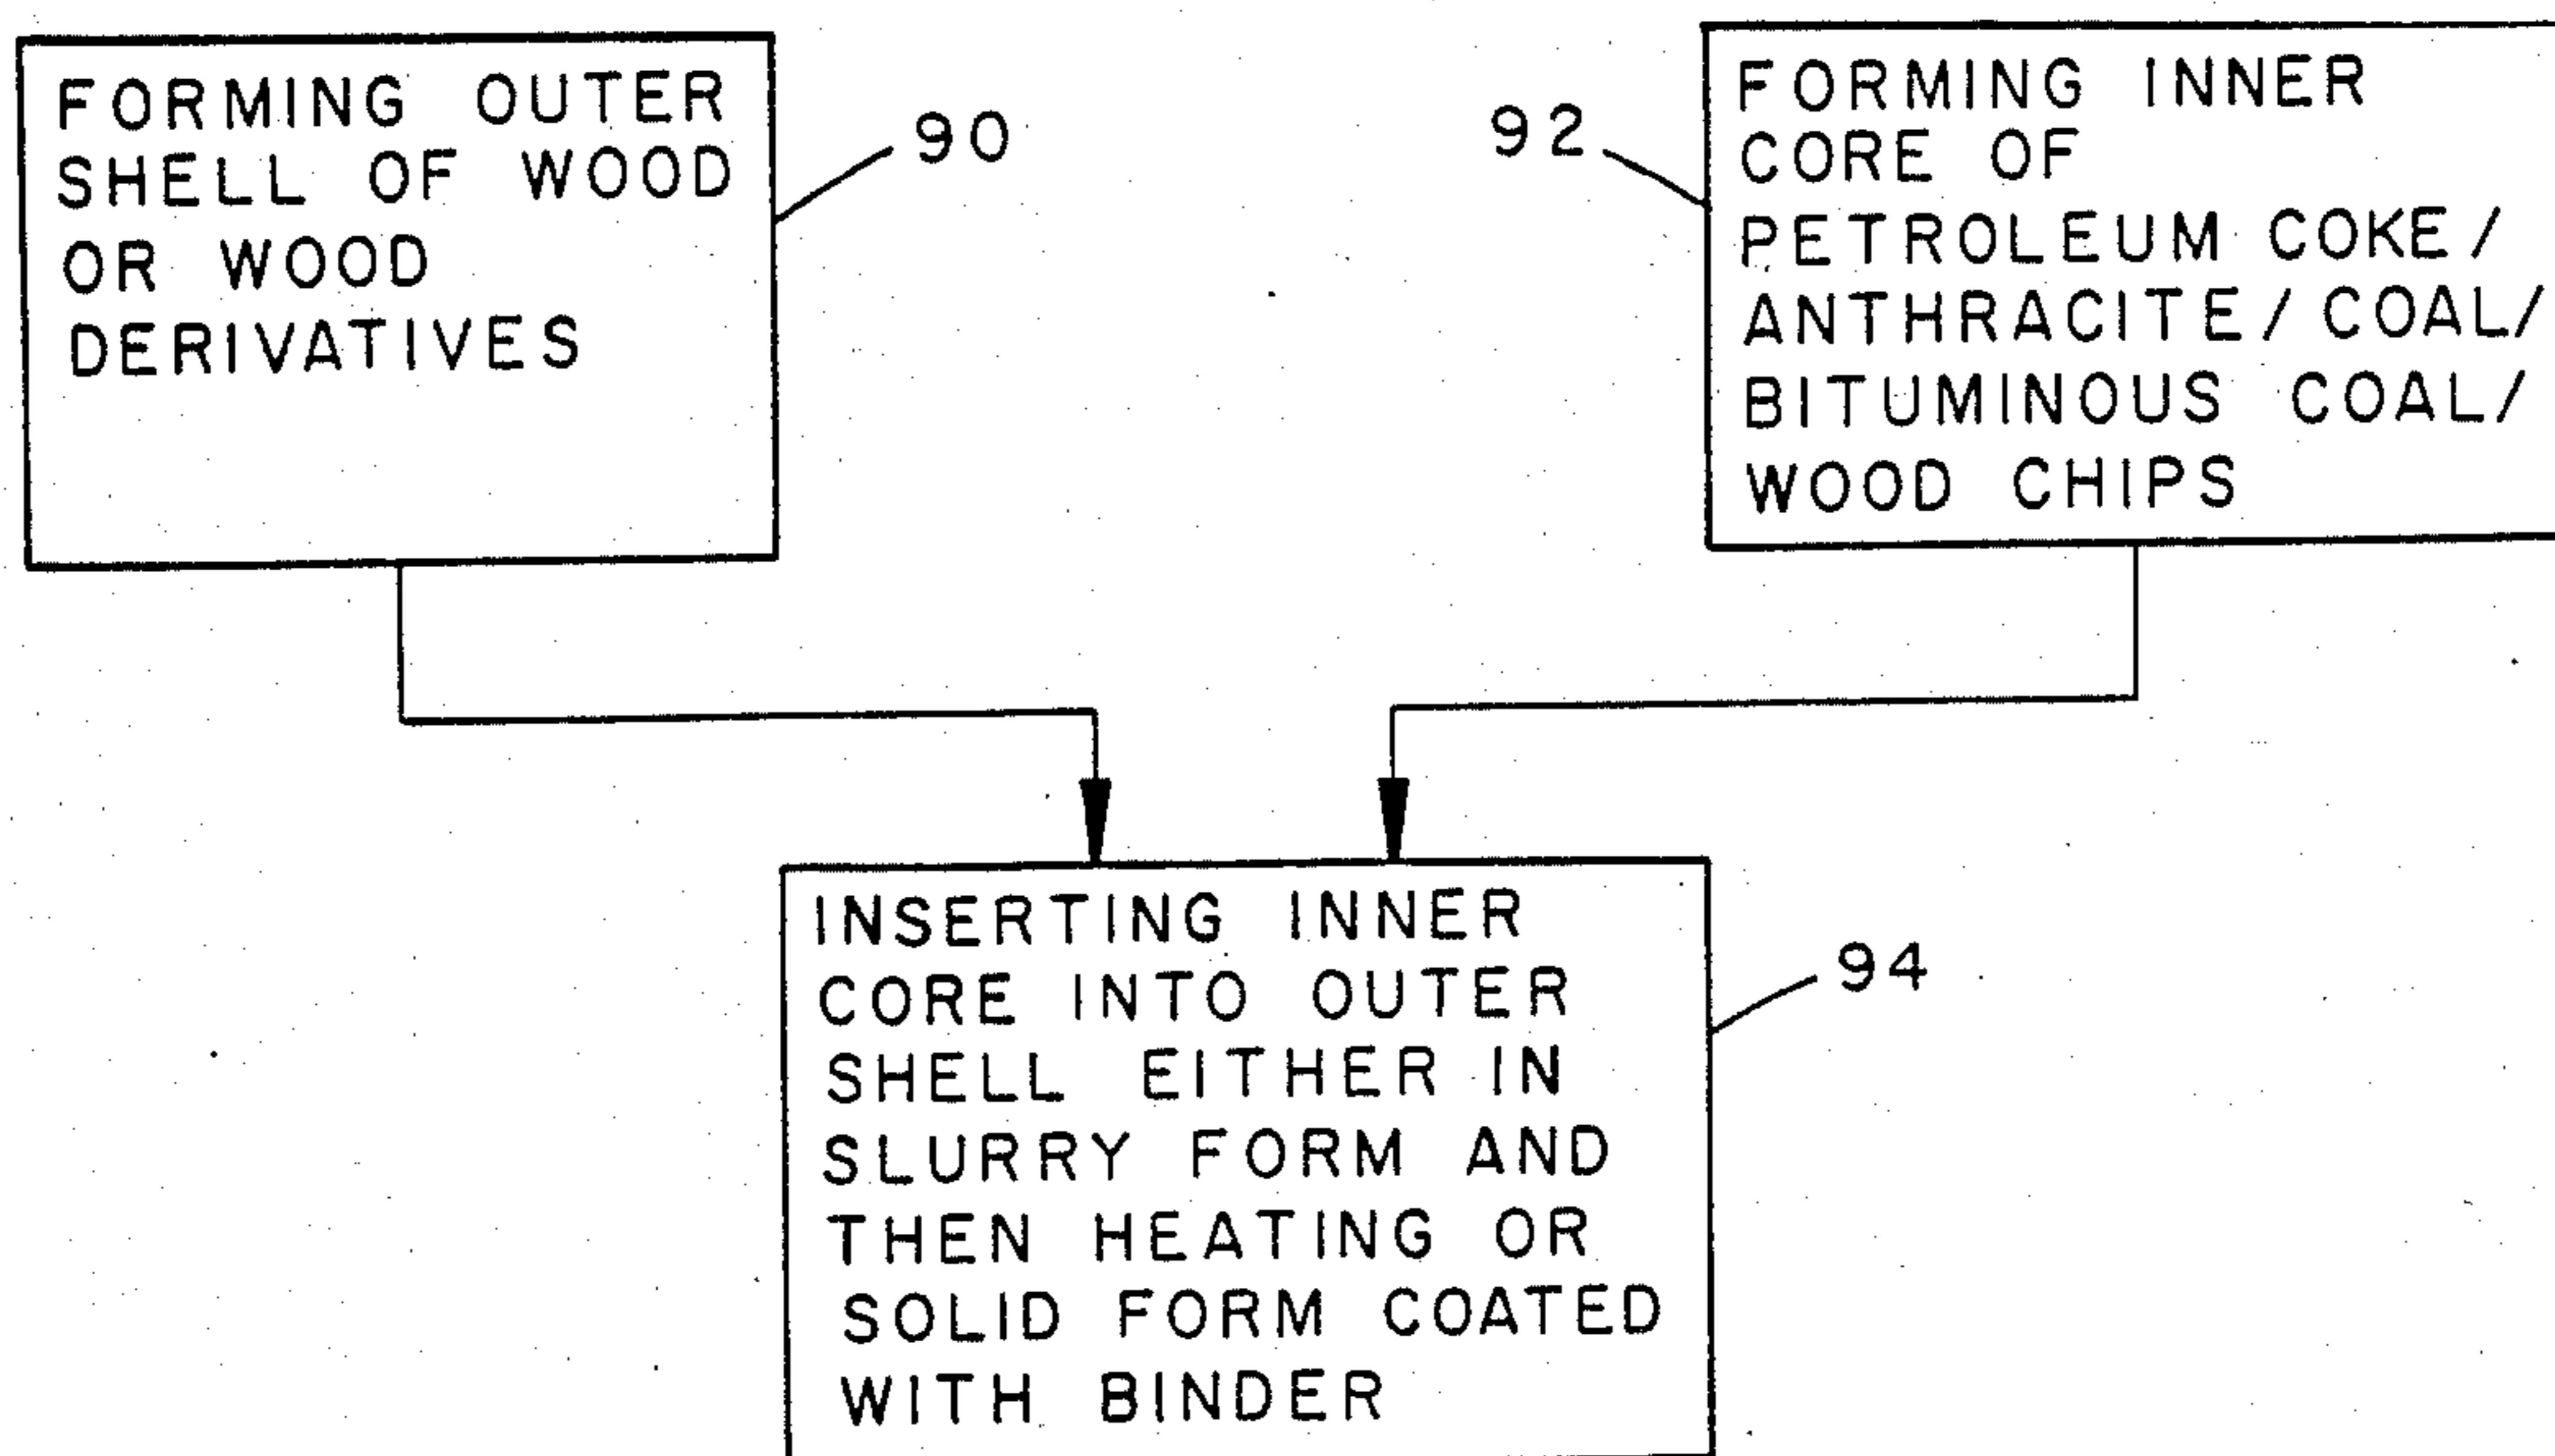 FORMING OUTER
SHELL OF WOOD
OR WOOD
DERIVATIVES
90
92
FORMING INNER
CORE OF
PETROLEUM COKE/
ANTHRACITE/COAL/
BITUMINOUS COAL/
WOOD CHIPS
INSERTING INNER
CORE INTO OUTER
SHELL EITHER IN
SLURRY FORM AND
THEN HEATING OR
SOLID FORM COATED
WITH BINDER
94